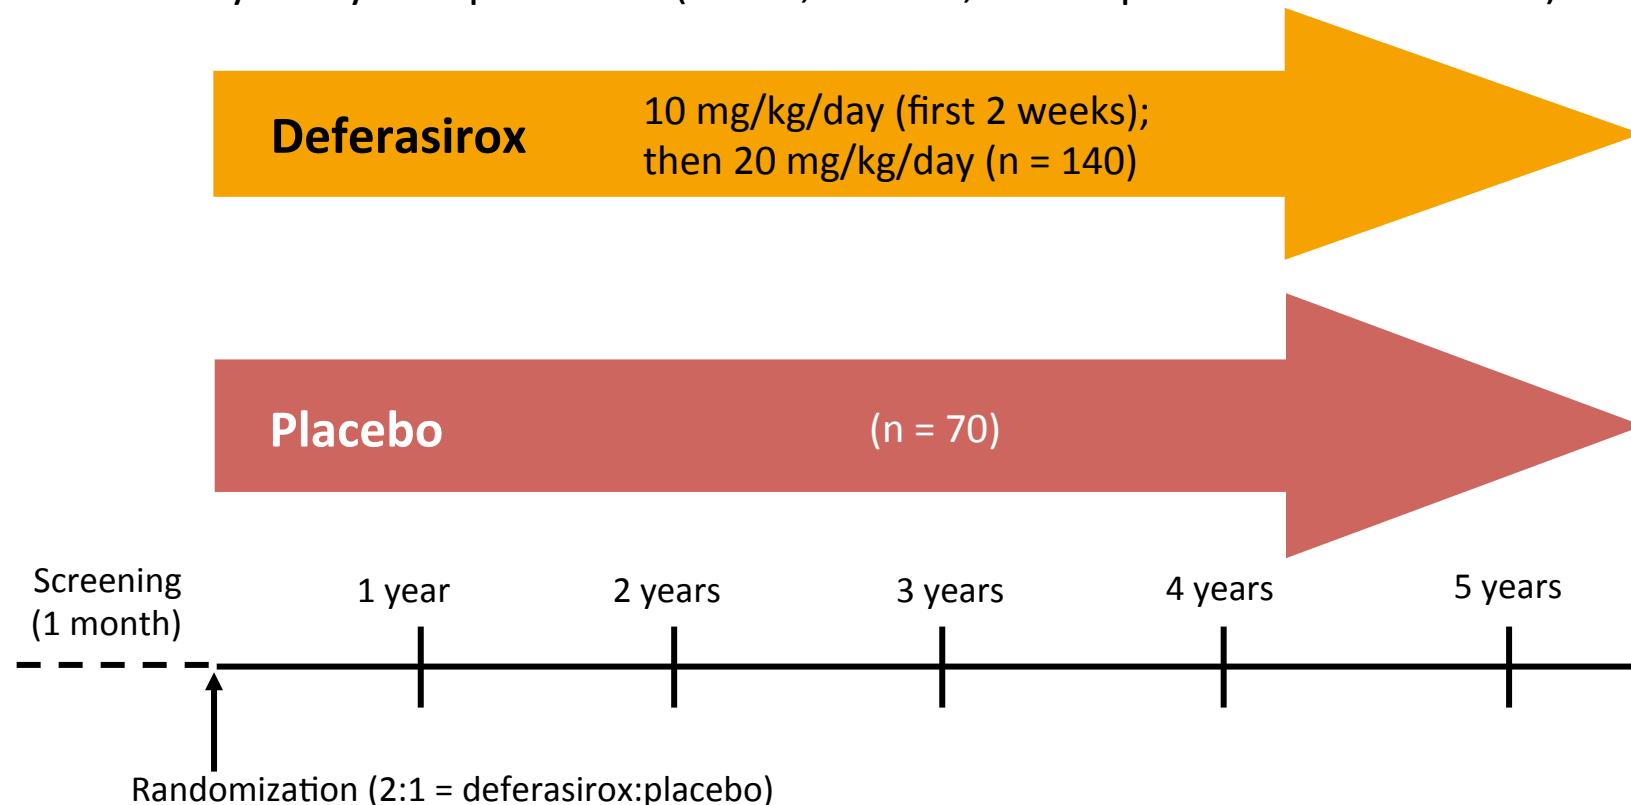 Deferasirox
10 mg/kg/day (first 2 weeks);
then 20 mg/kg/day (n = 140)
Placebo
(n = 70)
Screening
(1 month)
1 year
2 years
3 years
4 years
5 years
Randomization (2:1 = deferasirox:placebo)